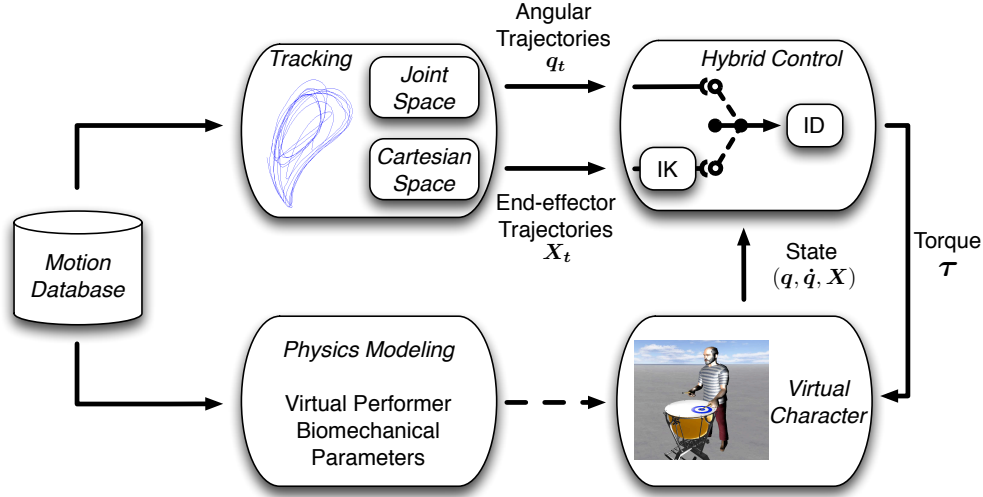 Angular
Trajectories
q_t
Tracking
Joint
Space
Cartesian
Space
Hybrid Control
ID
IK
End-effector
Trajectories
X_t
Motion
Database
State
(q, q̇, X)
Torque
τ
Physics Modeling
Virtual Performer
Biomechanical
Parameters
Virtual
Character